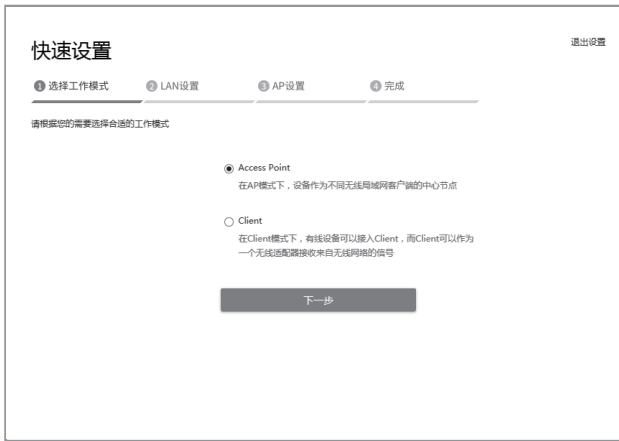 快速设置
退出设置
1 选择工作模式 2 LAN设置 3 AP设置 4 完成
请根据您的需要选择合适的工作模式
Access Point
在AP模式下，设备作为不同无线局域网客户端的中心节点
Client
在Client模式下，有线设备可以接入Client，而Client可以作为
一个无线适配器接收来自无线网络的信号
下一步